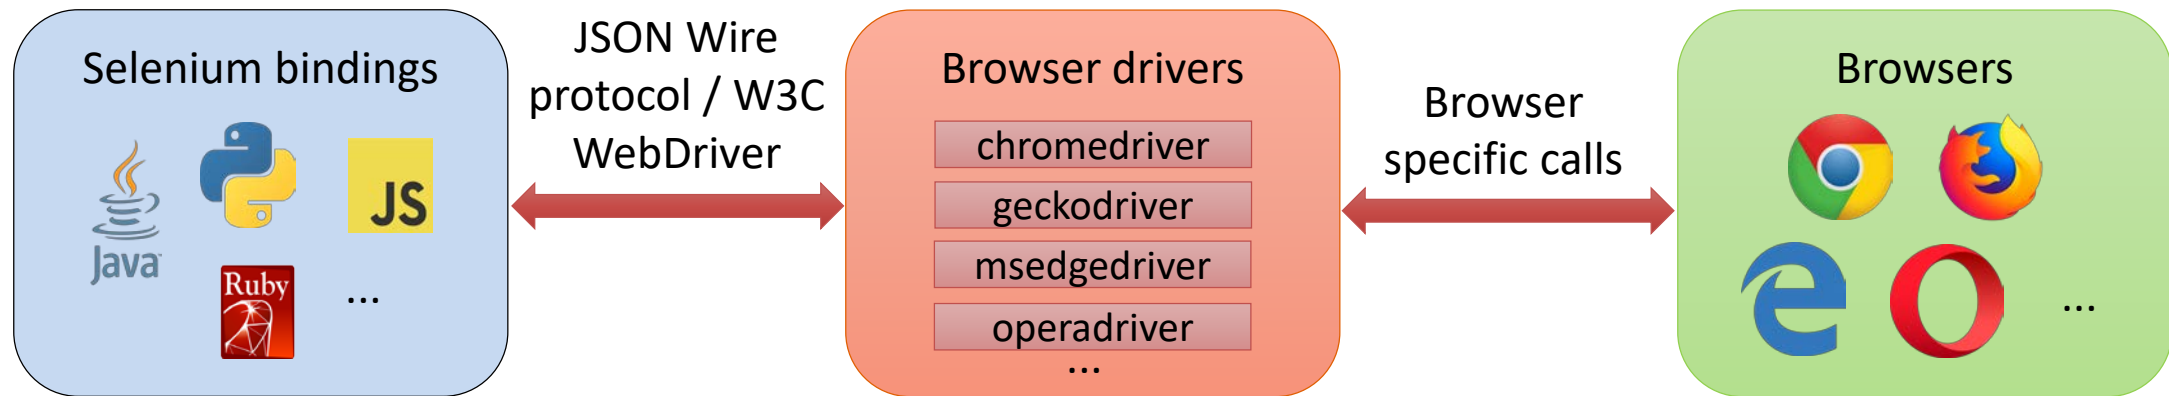 Selenium bindings
Java
JS
Ruby
...
JSON Wire
protocol / W3C
WebDriver
Browser drivers
chromedriver
geckodriver
msedgedriver
operadriver
...
Browser
specific calls
Browsers
...